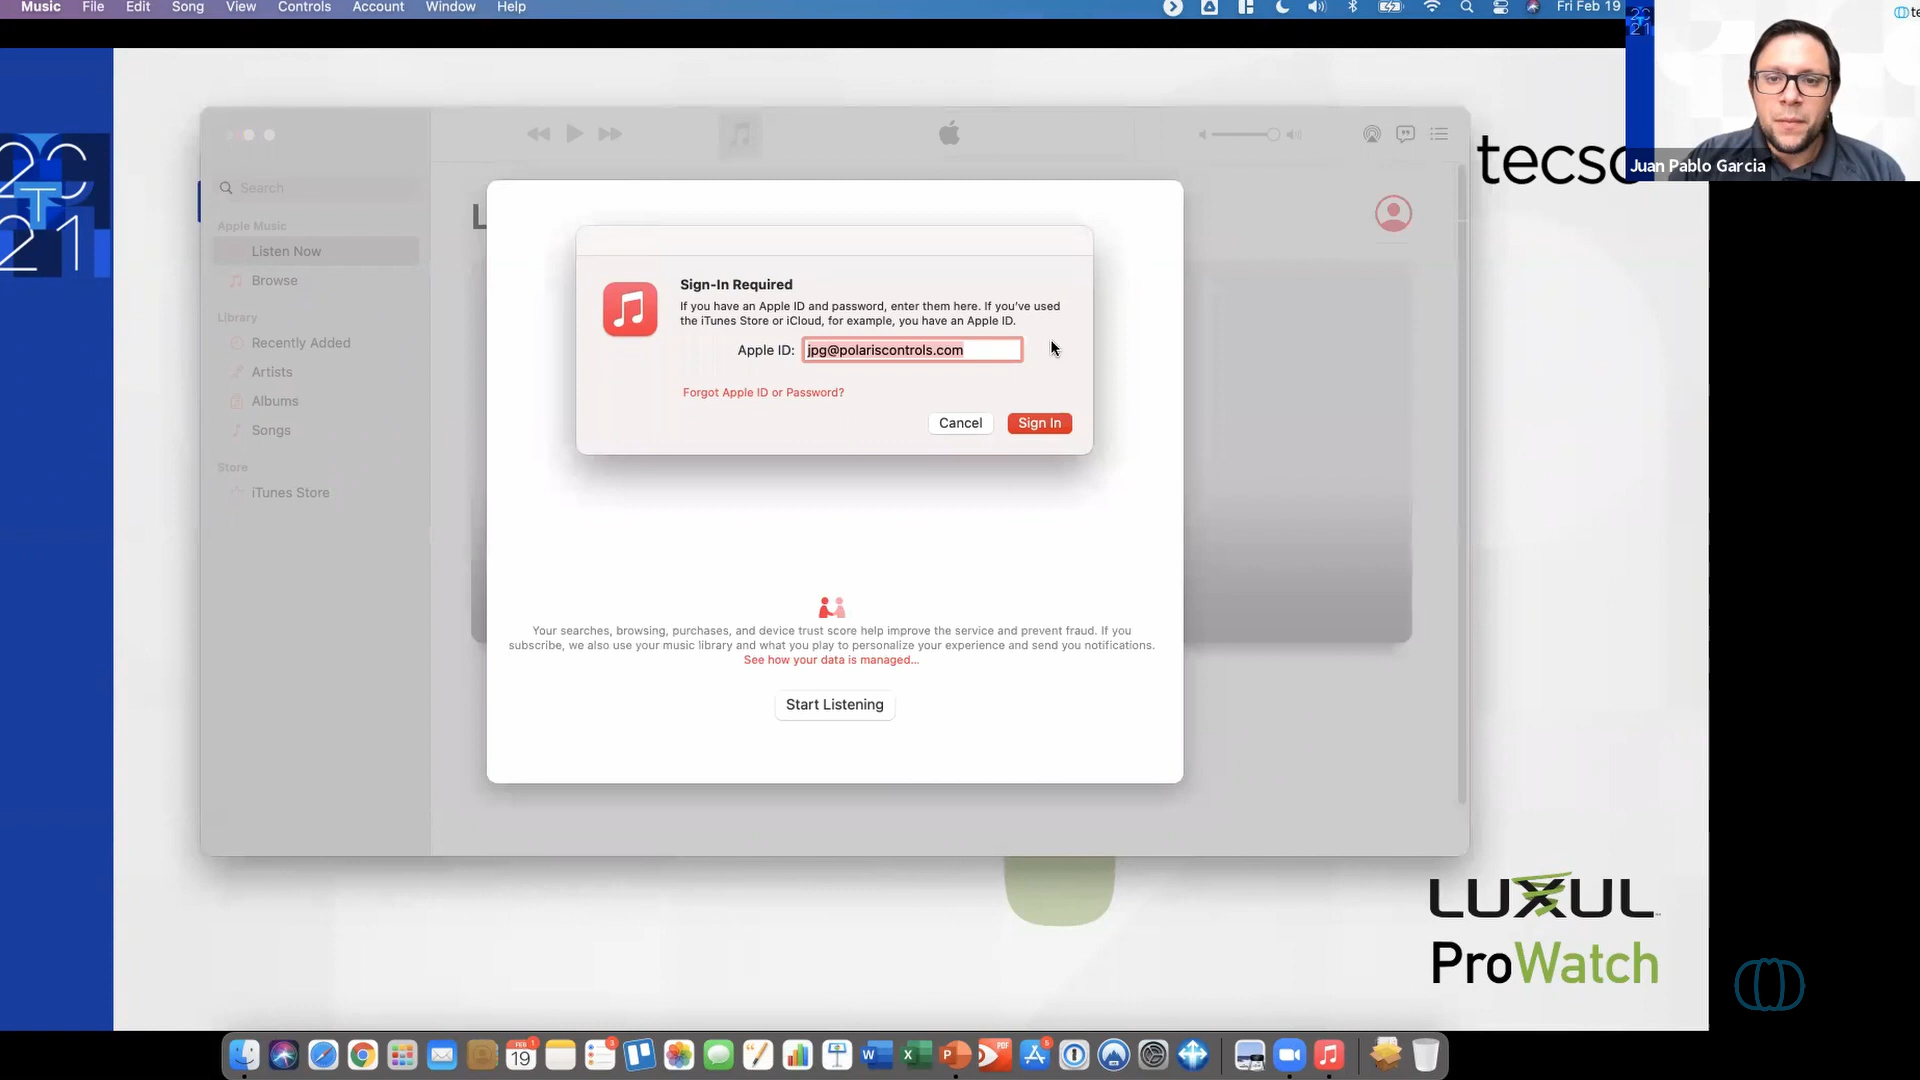 Music File Edit Song View Controls Account Window Help
Fri Feb 19
2C
T
21
tecso
Juan Pablo Garcia
Search
Apple Music
Listen Now
Browse
Library
Recently Added
Artists
Albums
Songs
Store
iTunes Store
L
Sign-In Required
If you have an Apple ID and password, enter them here. If you've used
the iTunes Store or iCloud, for example, you have an Apple ID.
Apple ID: jpg@polariscontrols.com
Forgot Apple ID or Password?
Cancel Sign In
Your searches, browsing, purchases, and device trust score help improve the service and prevent fraud. If you
subscribe, we also use your music library and what you play to personalize your experience and send you notifications.
See how your data is managed...
Start Listening
LUXUL
ProWatch
FEB
19
PDF